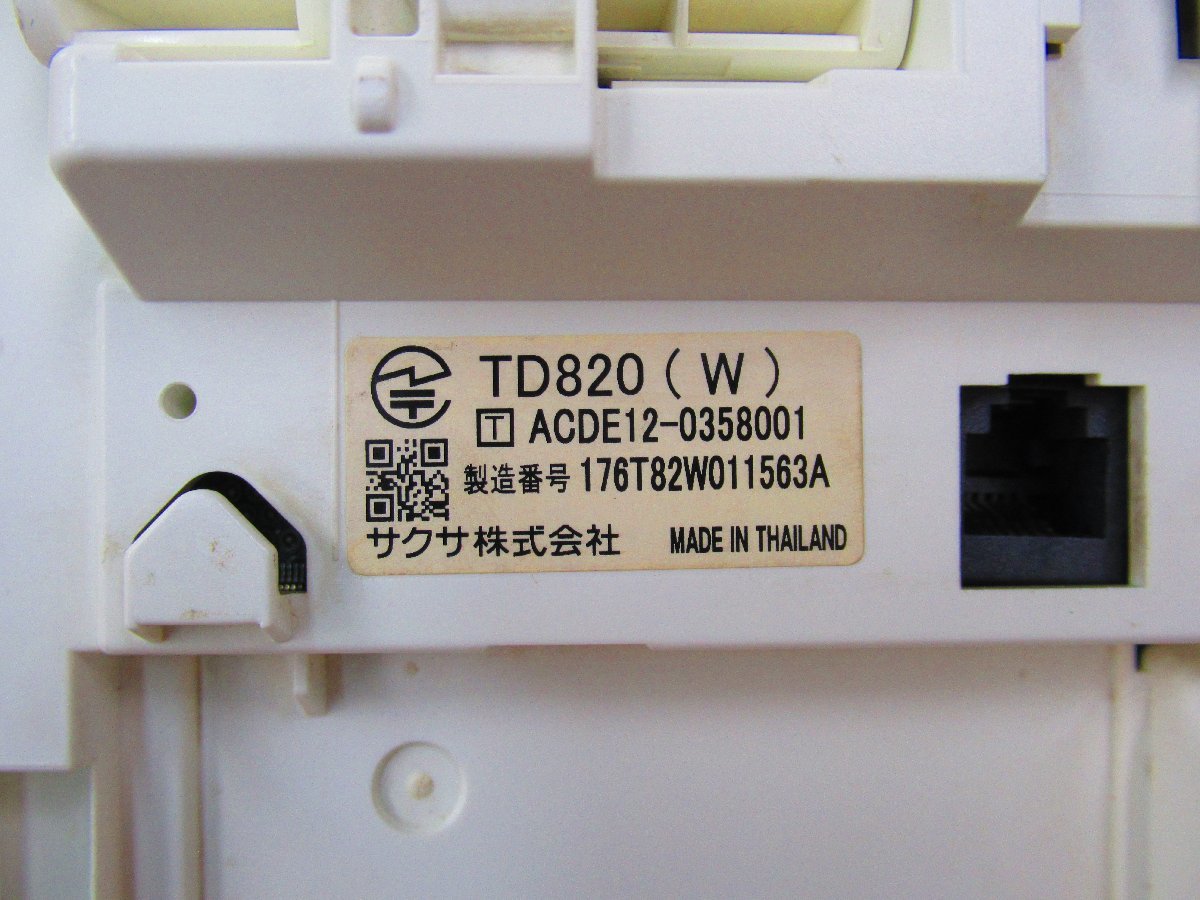 TD820 ( W )
T ACDE12-0358001
製造番号 176T82W011563A
サクサ株式会社 MADE IN THAILAND